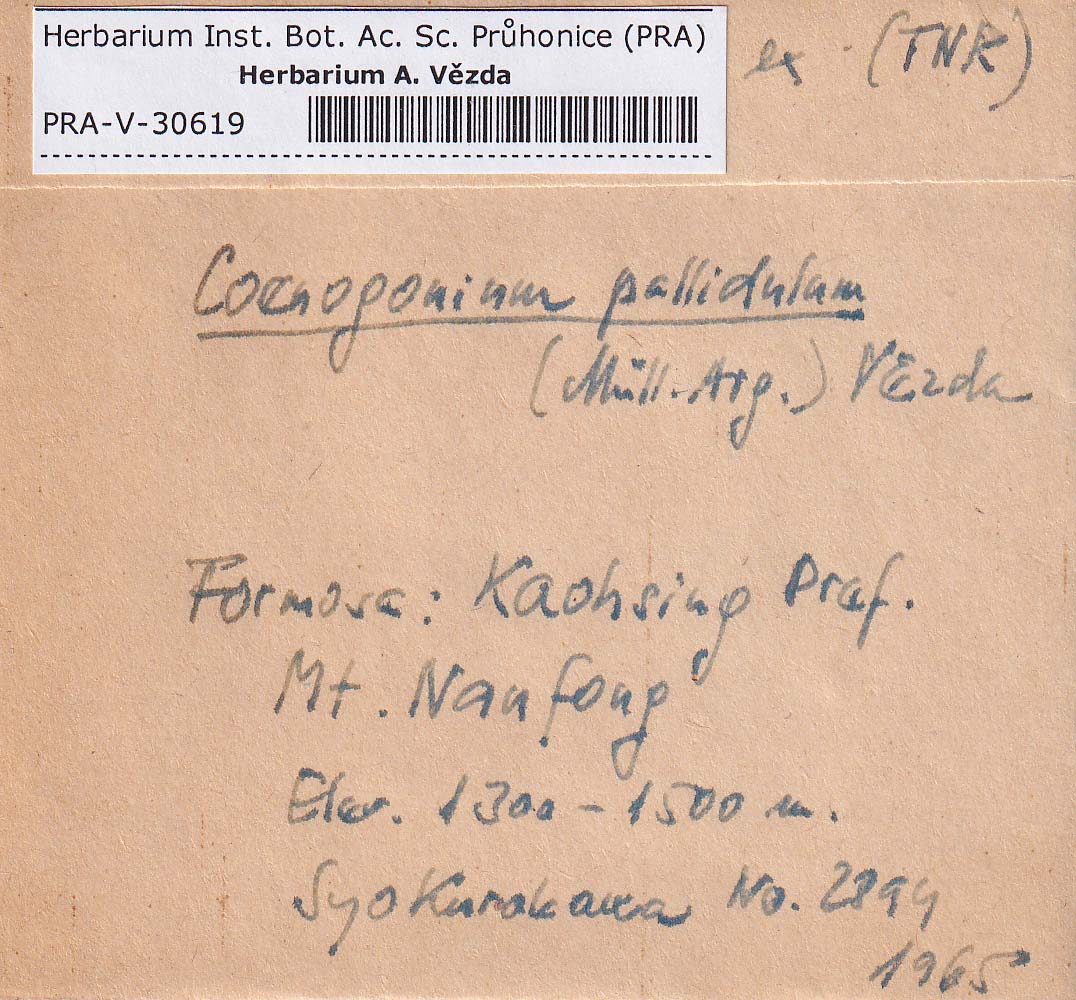 Herbarium Inst. Bot. Ac. Sc. Průhonice (PRA)
Herbarium A. Vězda
PRA-V-30619
ex (TNR)
Coenogonium pallidulum
(Müll. Arg.) Vězda
Formosa: Kaohsing Pref.
Mt. Nanfong
Elev. 1300 - 1500 m.
Syo Kurokawa No. 2894
1965